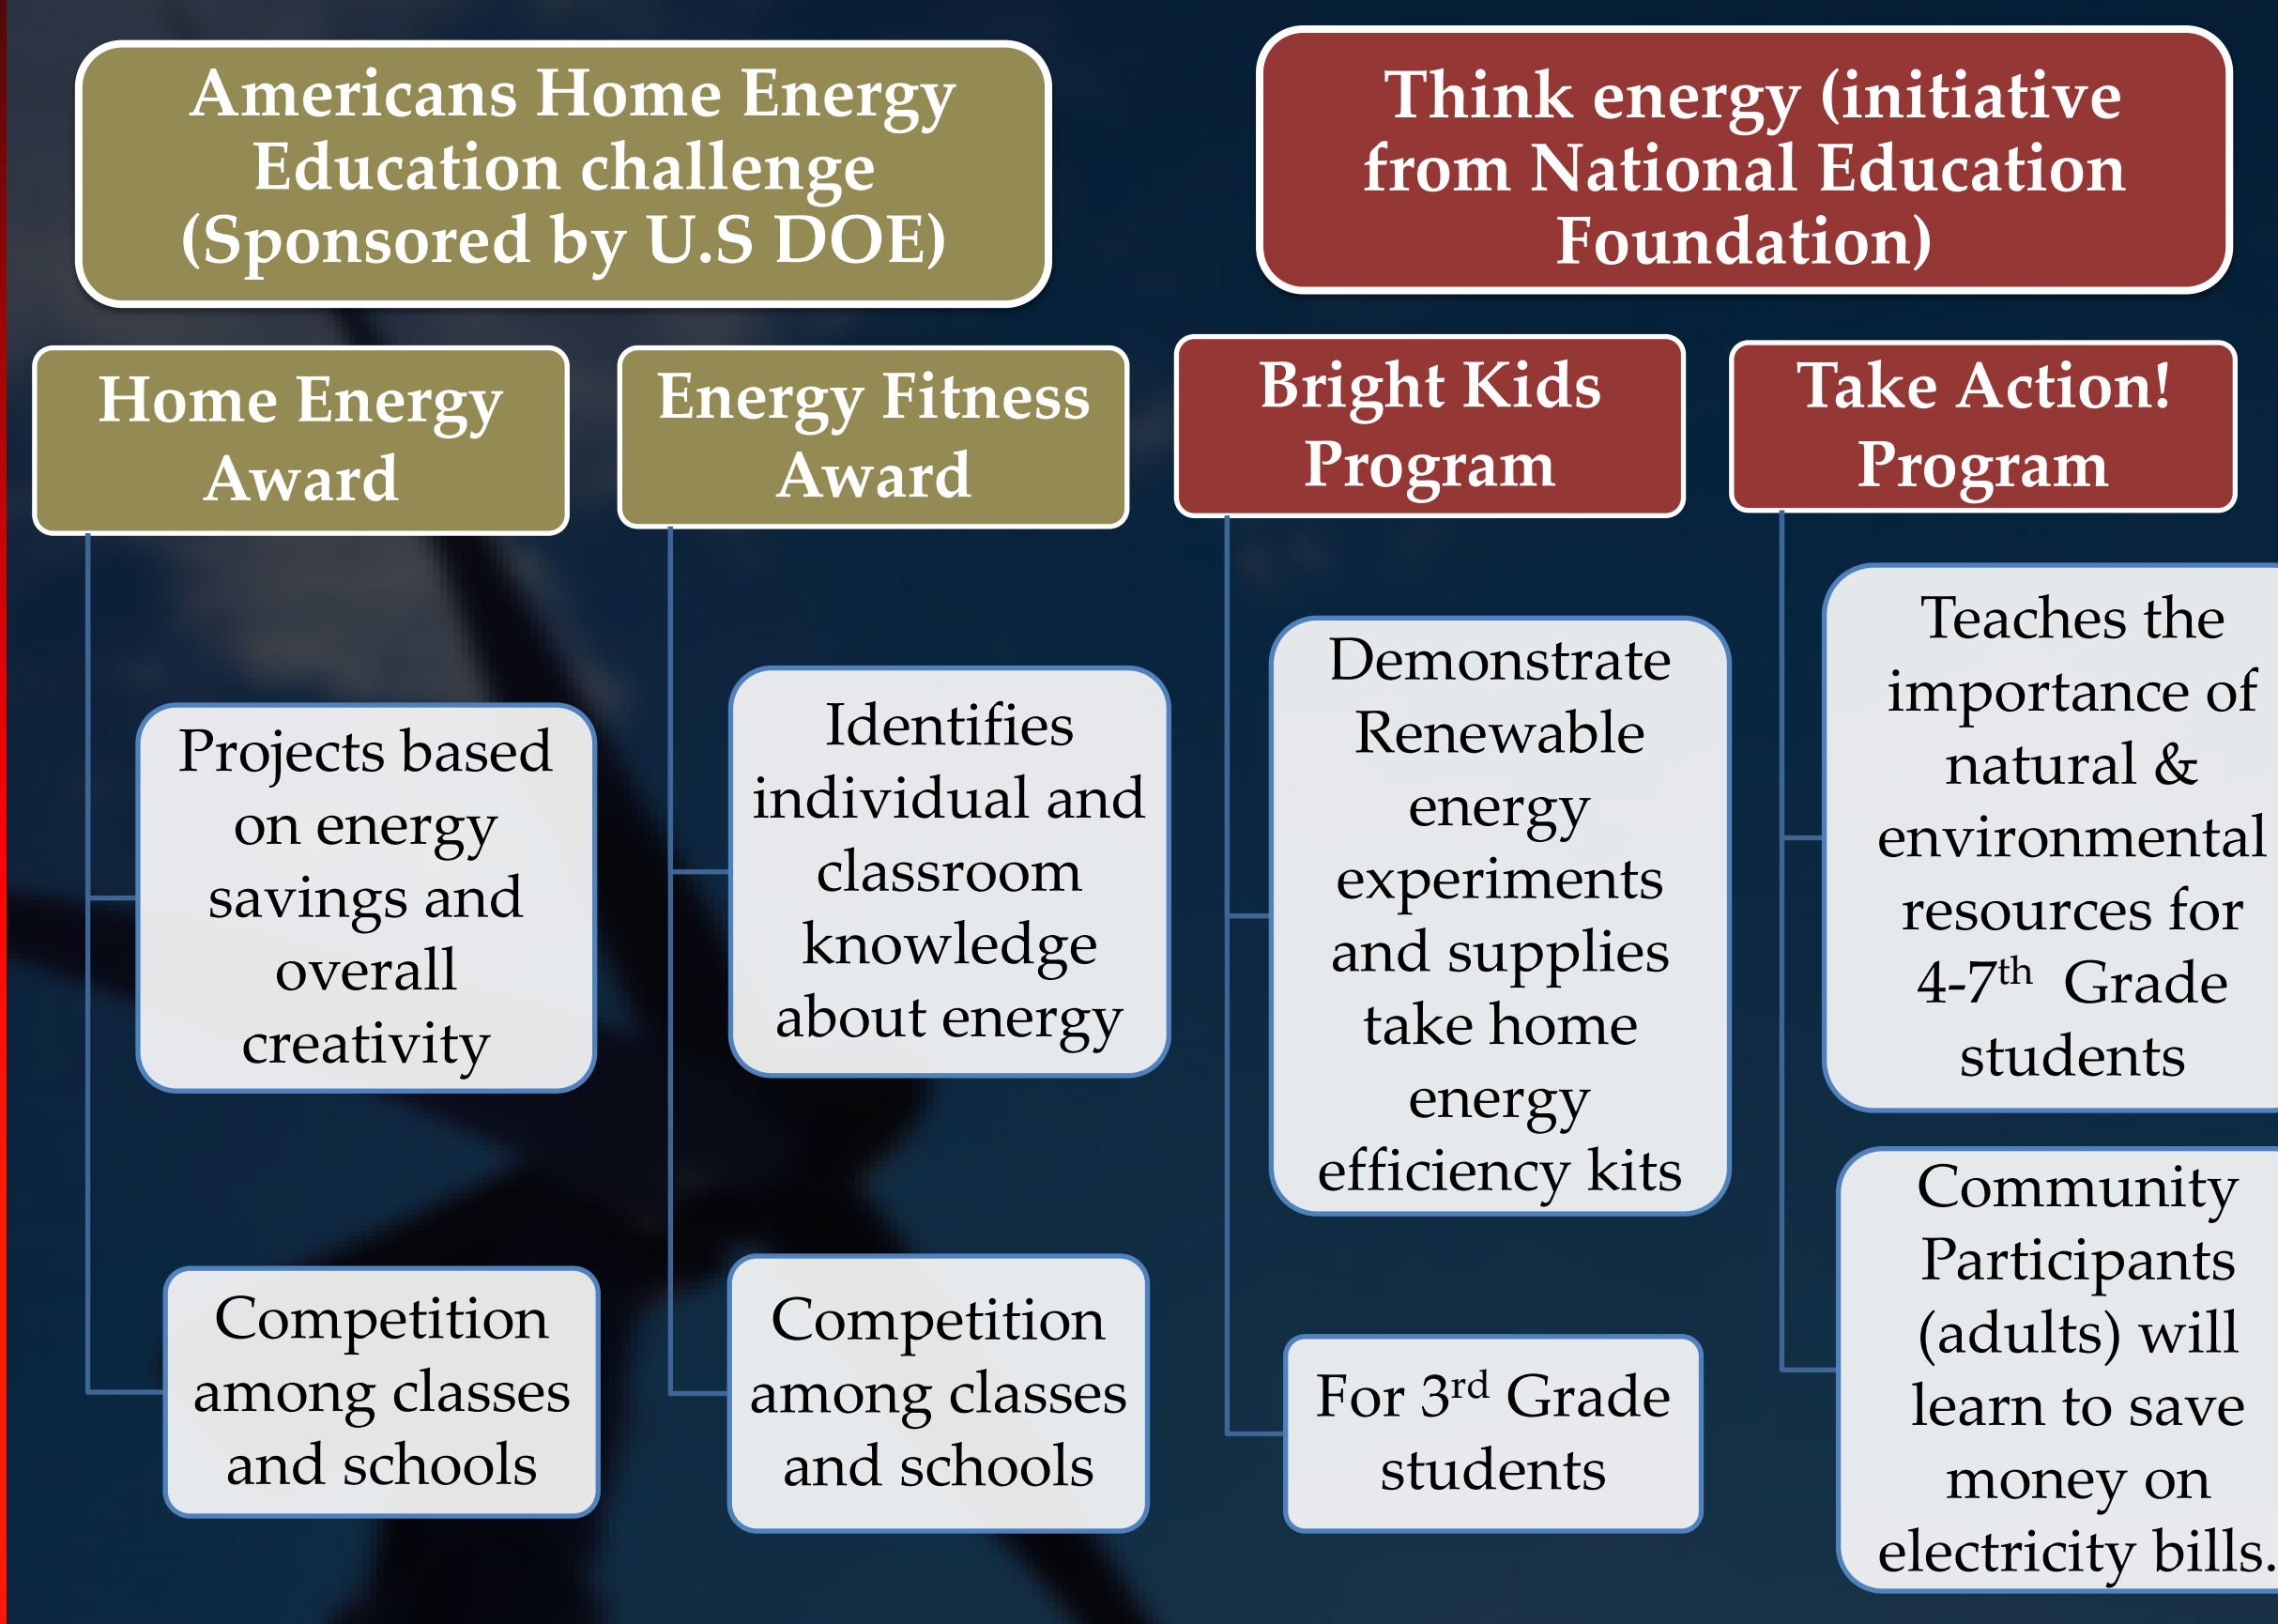 Americans Home Energy
Education challenge
(Sponsored by U.S DOE)
Think energy (initiative
from National Education
Foundation)
Home Energy
Award
Projects based
on energy
savings and
overall
creativity
Competition
among classes
and schools
Energy Fitness
Award
Identifies
individual and
classroom
knowledge
about energy
Competition
among classes
and schools
Bright Kids
Program
Demonstrate
Renewable
energy
experiments
and supplies
take home
energy
efficiency kits
For 3rd Grade
students
Take Action!
Program
Teaches the
importance of
natural &
environmental
resources for
4-7th Grade
students
Community
Participants
(adults) will
learn to save
money on
electricity bills.